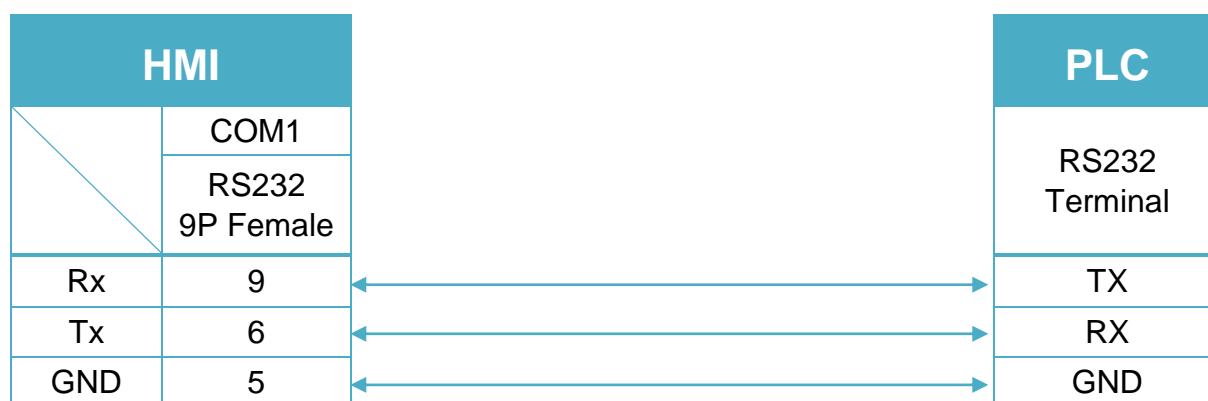 HMI
PLC
COM1
RS232
9P Female
RS232
Terminal
Rx 9 TX
Tx 6 RX
GND 5 GND